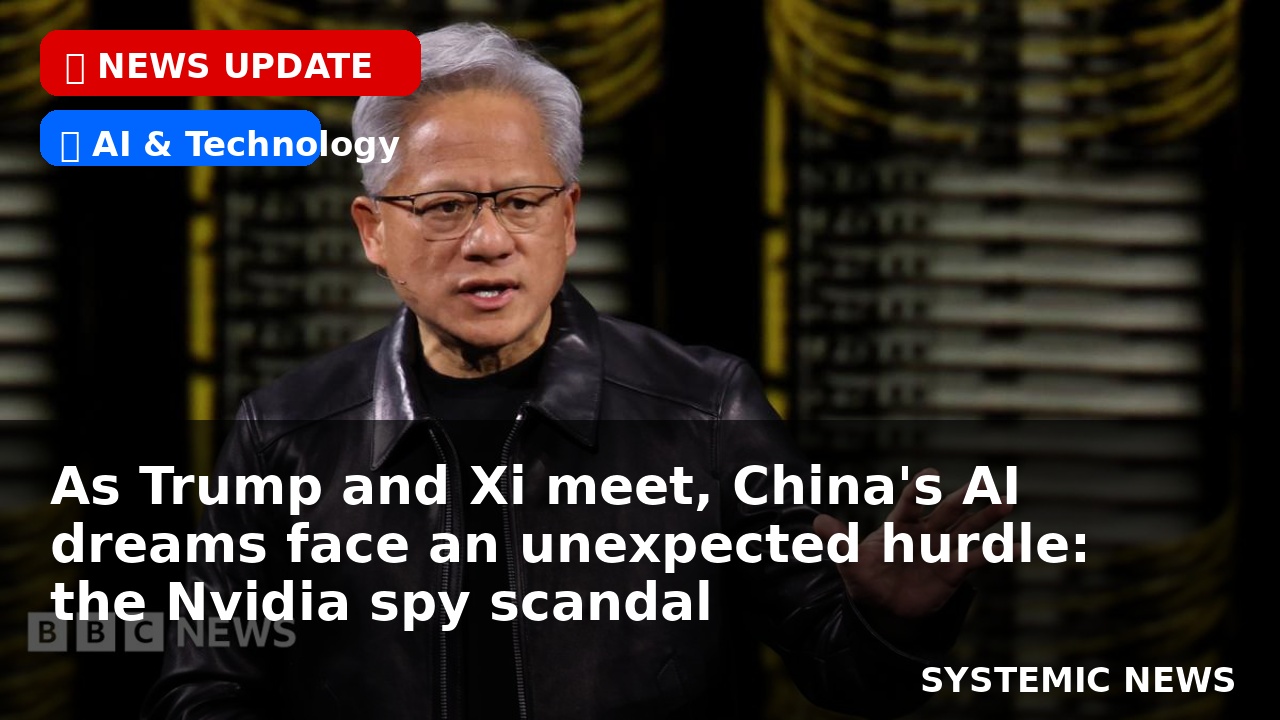 NEWS UPDATE
AI & Technology
As Trump and Xi meet, China's AI
dreams face an unexpected hurdle:
the Nvidia spy scandal
BBC NEWS
SYSTEMIC NEWS